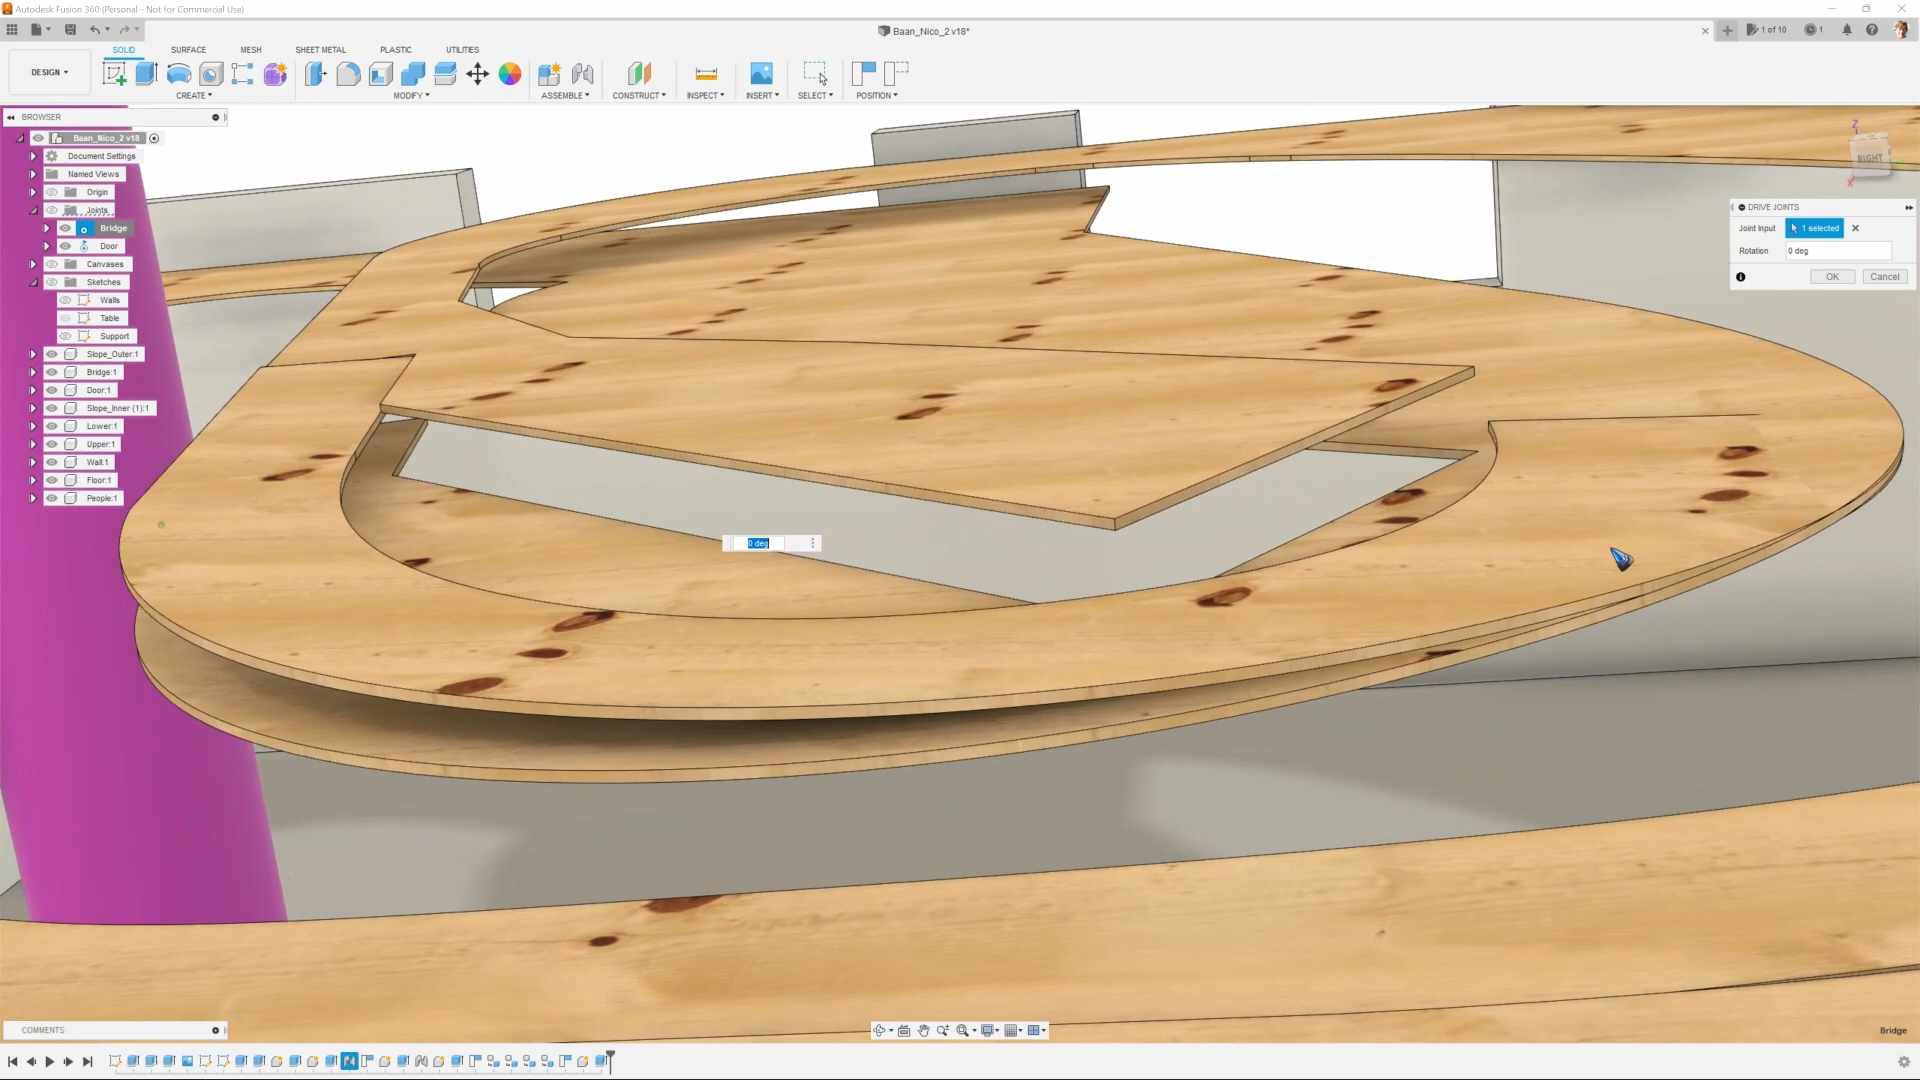 Autodesk Fusion 360 (Personal - Not for Commercial Use)
Baan_Nico_2 v18*
1 of 10
1
DESIGN
SOLID SURFACE MESH SHEET METAL PLASTIC UTILITIES
CREATE MODIFY ASSEMBLE CONSTRUCT INSPECT INSERT SELECT POSITION
BROWSER
Baan_Nico_2 v18
Document Settings
Named Views
Origin
Joints
Bridge
Door
Canvases
Sketches
Walls
Table
Support
Slope_Outer:1
Bridge:1
Door:1
Slope_Inner (1):1
Lower:1
Upper:1
Wall:1
Floor:1
People:1
Z
RIGHT
X
DRIVE JOINTS
Joint Input 1 selected
Rotation 0 deg
OK Cancel
0 deg
COMMENTS
Bridge